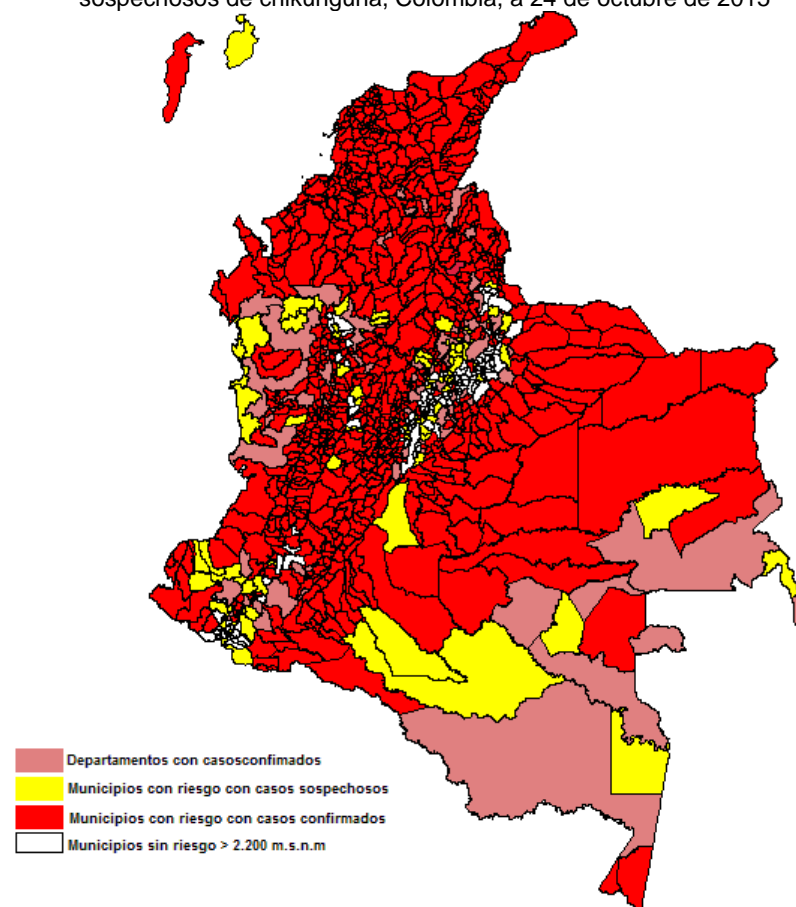 sospechosos de chikunguña, Colombia, a 24 de octubre de 2015
Departamentos con casosconfimados
Municipios con riesgo con casos sospechosos
Municipios con riesgo con casos confirmados
Municipios sin riesgo > 2.200 m.s.n.m